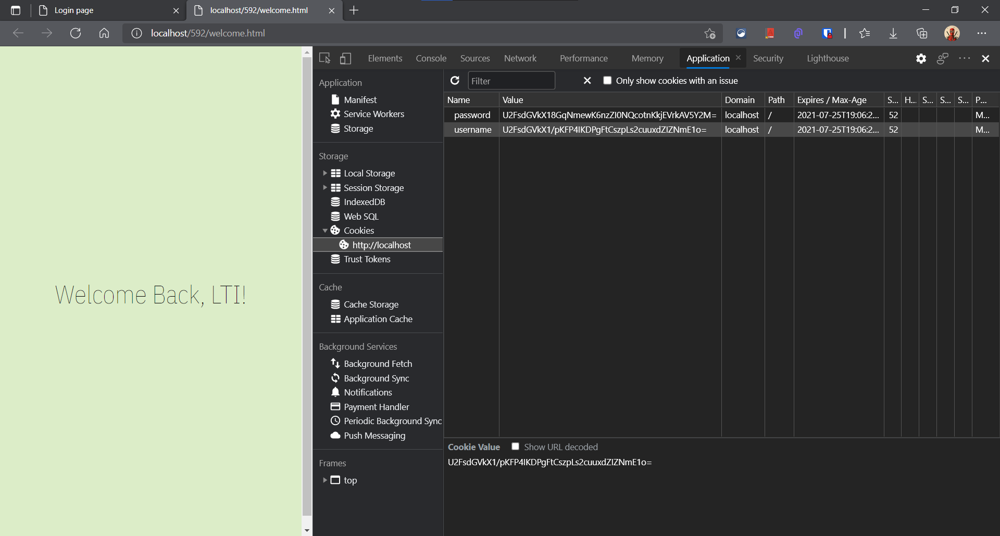 Login page
localhost/592/welcome.html
localhost/592/welcome.html
Welcome Back, LTI!
Elements Console Sources Network Performance Memory Application Security Lighthouse
Application
Manifest
Service Workers
Storage
Storage
Local Storage
Session Storage
IndexedDB
Web SQL
Cookies
http://localhost
Trust Tokens
Cache
Cache Storage
Application Cache
Background Services
Background Fetch
Background Sync
Notifications
Payment Handler
Periodic Background Sync
Push Messaging
Frames
top
Filter
Only show cookies with an issue
Name Value Domain Path Expires / Max-Age S... H... S... S... S... P...
password U2FsdGVkX18GqNmewK6nzZI0NQcotnKkjEVrkAV5Y2M= localhost / 2021-07-25T19:06:2... 52 M...
username U2FsdGVkX1/pKFP4IKDPgFtCszpLs2cuuxdZIZNmE1o= localhost / 2021-07-25T19:06:2... 52 M...
Cookie Value Show URL decoded
U2FsdGVkX1/pKFP4IKDPgFtCszpLs2cuuxdZIZNmE1o=